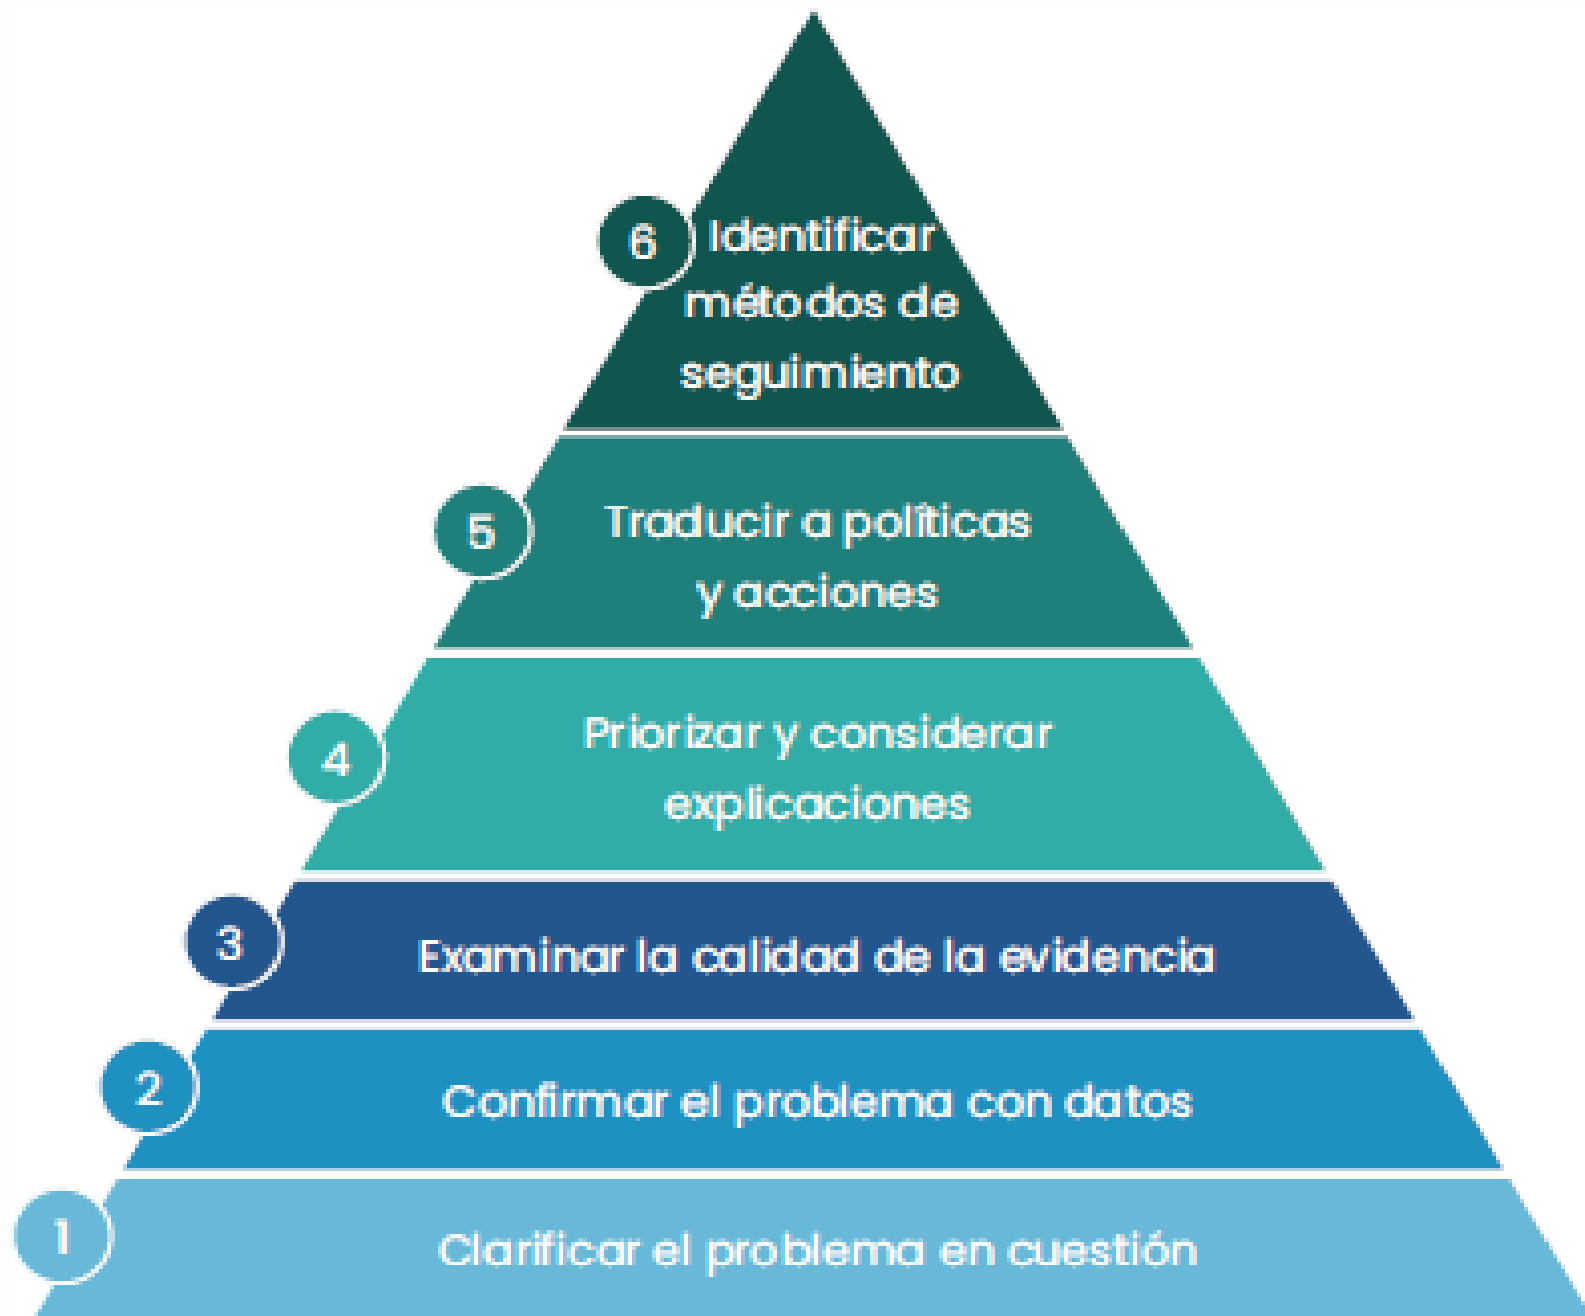 6 Identificar
métodos de
seguimiento
5 Traducir a políticas
y acciones
4 Priorizar y considerar
explicaciones
3 Examinar la calidad de la evidencia
2 Confirmar el problema con datos
1 Clarificar el problema en cuestión